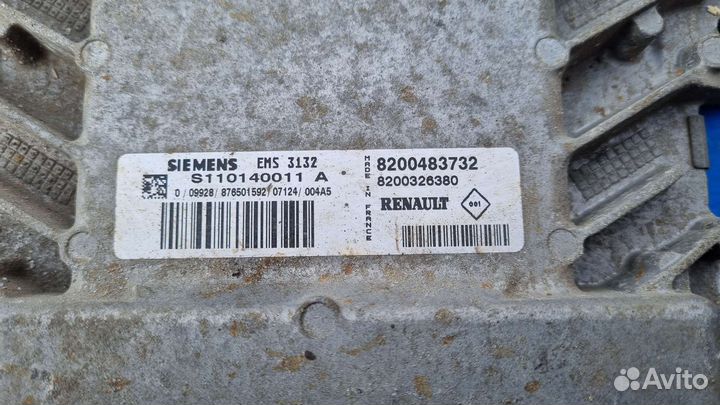 SIEMENS EMS 3132
S110140011 A
0 / 09928 / 876501592 / 07124 / 004A5
MADE IN FRANCE
8200483732
8200326380
RENAULT 001
Avito